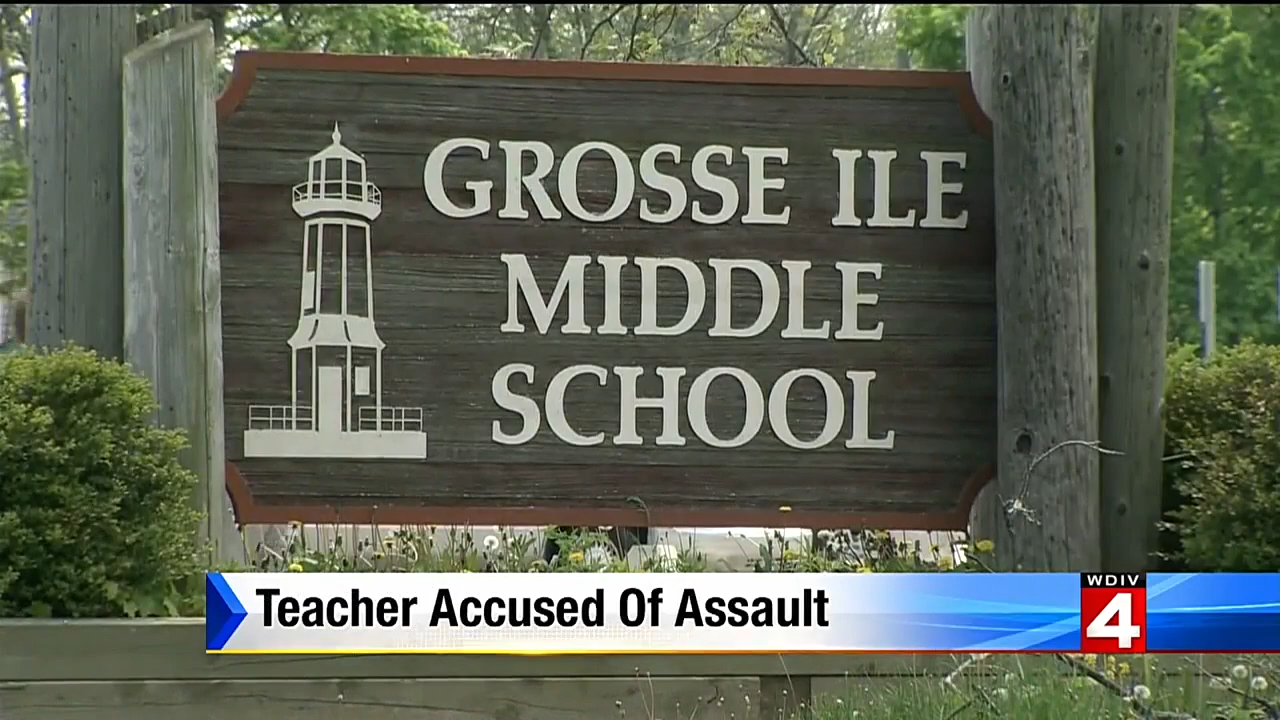 GROSSE ILE
MIDDLE
SCHOOL
Teacher Accused Of Assault
WDIV
4